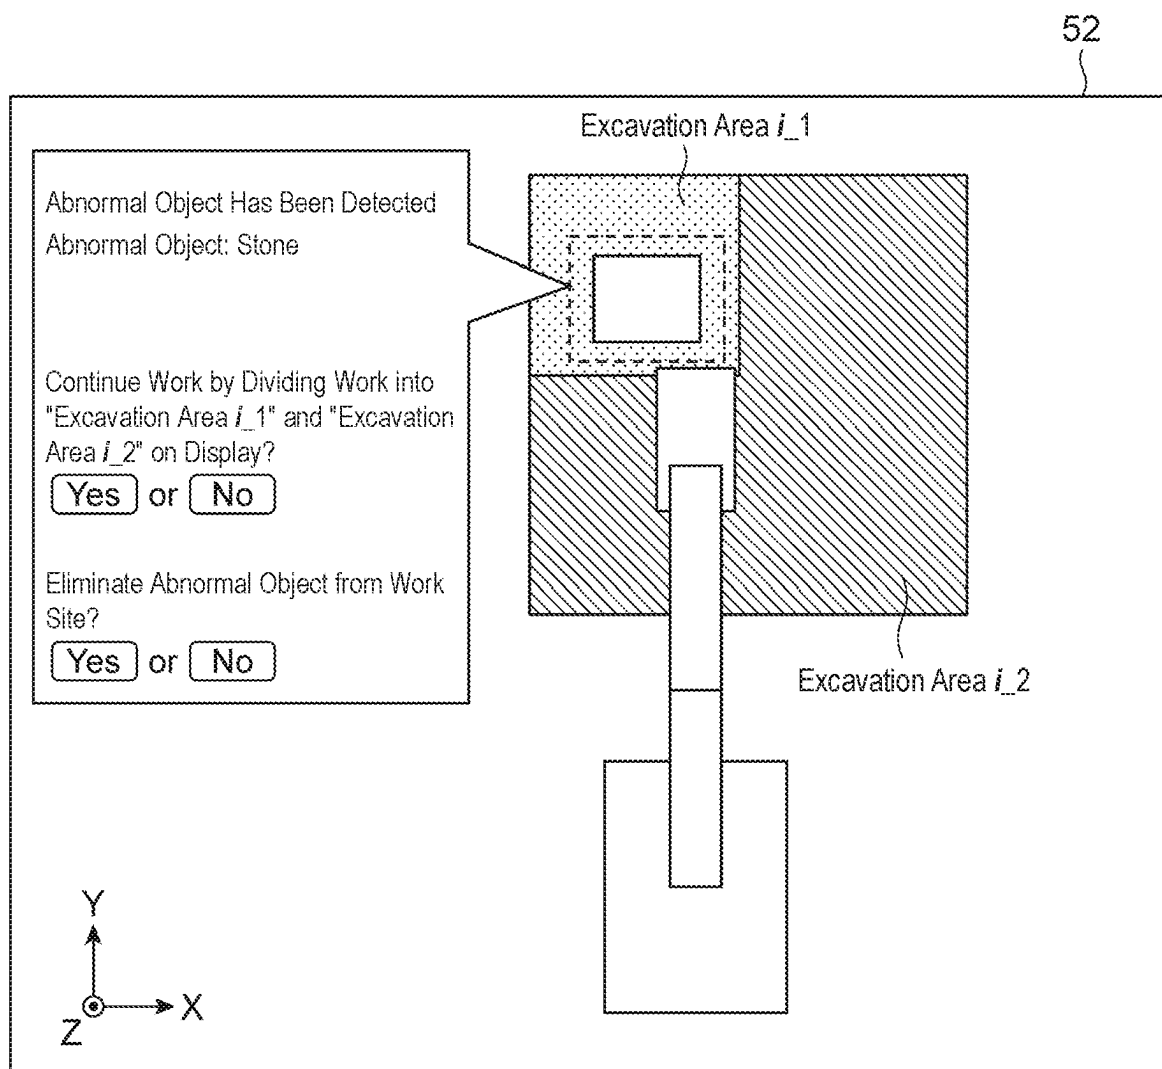 52
Excavation Area i_1
Abnormal Object Has Been Detected
Abnormal Object: Stone
Continue Work by Dividing Work into
"Excavation Area i_1" and "Excavation
Area i_2" on Display?
Yes or No
Eliminate Abnormal Object from Work
Site?
Yes or No
Excavation Area i_2
Y
X
Z